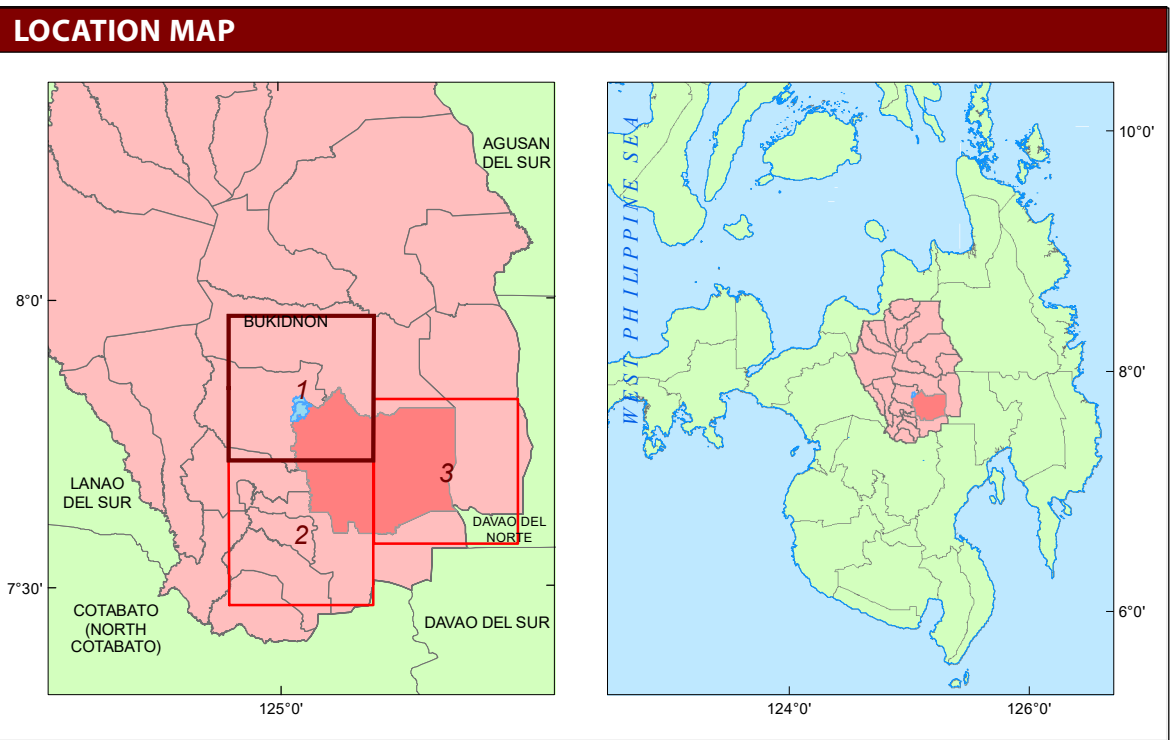 LOCATION MAP
AGUSAN
DEL SUR
8°0'
BUKIDNON
1
LANAO
DEL SUR
3
2
DAVAO DEL
NORTE
7°30'
COTABATO
(NORTH
COTABATO)
DAVAO DEL SUR
125°0'
WEST PHILIPPINE SEA
10°0'
8°0'
6°0'
124°0'
126°0'